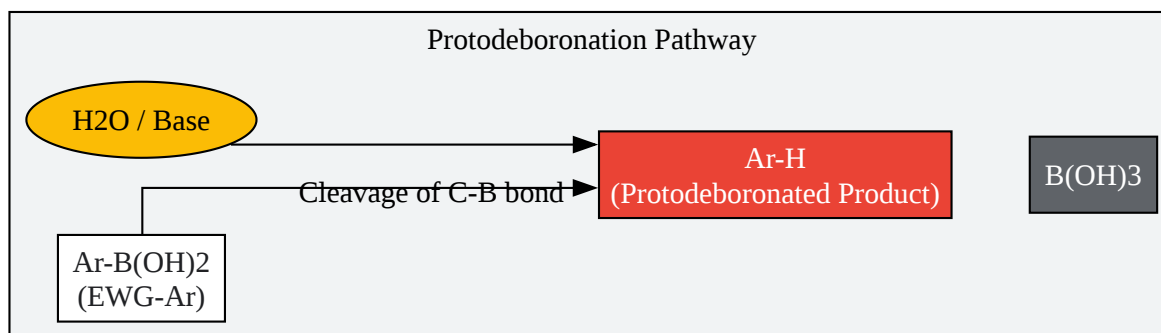 Protodeboronation Pathway
H2O / Base
Ar-H
(Protodeboronated Product)
B(OH)3
Cleavage of C-B bond
Ar-B(OH)2
(EWG-Ar)